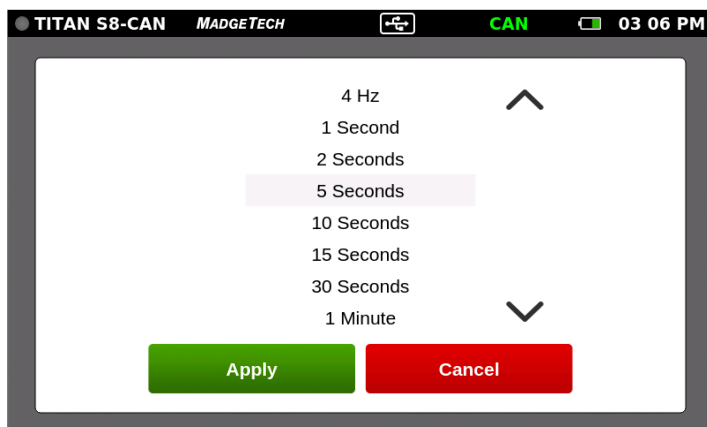 TITAN S8-CAN MADGETECH CAN 03 06 PM
4 Hz
1 Second
2 Seconds
5 Seconds
10 Seconds
15 Seconds
30 Seconds
1 Minute
Apply Cancel